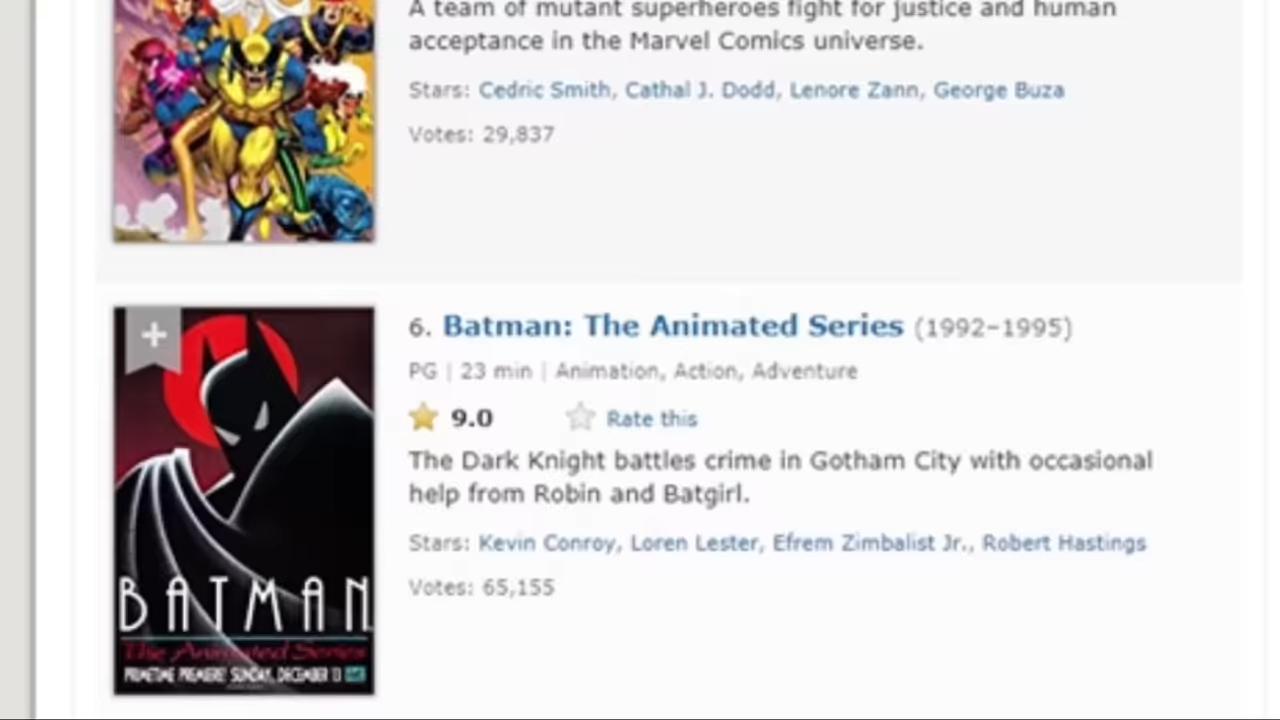 A team of mutant superheroes fight for justice and human
acceptance in the Marvel Comics universe.
Stars: Cedric Smith, Cathal J. Dodd, Lenore Zann, George Buza
Votes: 29,837
6. Batman: The Animated Series (1992-1995)
PG | 23 min | Animation, Action, Adventure
9.0 Rate this
The Dark Knight battles crime in Gotham City with occasional
help from Robin and Batgirl.
Stars: Kevin Conroy, Loren Lester, Efrem Zimbalist Jr., Robert Hastings
Votes: 65,155
BATMAN
The Animated Series
PRIMETIME PREMIERE! SUNDAY, DECEMBER 13